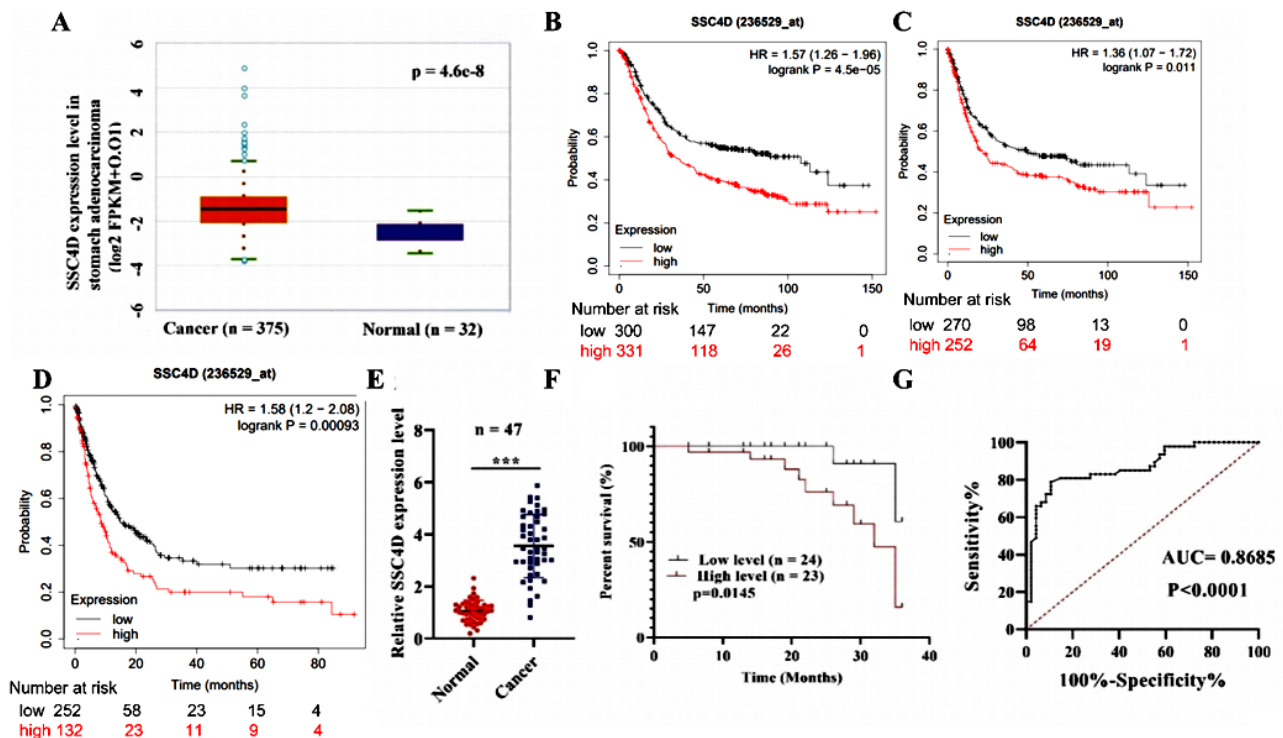 A
SSC4D expression level in
stomach adenocarcinoma
(log2 FPKM+O.O1)
6
4
2
0
-2
-4
-6
p = 4.6e-8
Cancer (n = 375)
Normal (n = 32)
B
SSC4D (236529_at)
HR = 1.57 (1.26 − 1.96)
logrank P = 4.5e−05
Probability
1.0
0.8
0.6
0.4
0.2
0.0
Expression
low
high
0 50 100 150
Time (months)
Number at risk
low 300 147 22 0
high 331 118 26 1
C
SSC4D (236529_at)
HR = 1.36 (1.07 − 1.72)
logrank P = 0.011
Probability
1.0
0.8
0.6
0.4
0.2
0.0
Expression
low
high
0 50 100 150
Time (months)
Number at risk
low 270 98 13 0
high 252 64 19 1
D
SSC4D (236529_at)
HR = 1.58 (1.2 − 2.08)
logrank P = 0.00093
Probability
1.0
0.8
0.6
0.4
0.2
0.0
Expression
low
high
0 20 40 60 80
Time (months)
Number at risk
low 252 58 23 15 4
high 132 23 11 9 4
E
Relative SSC4D expression level
n = 47
***
8
6
4
2
0
Normal
Cancer
F
Percent survival (%)
100
50
0
Low level (n = 24)
High level (n = 23)
p=0.0145
0 10 20 30 40
Time (Months)
G
Sensitivity%
100
80
60
40
20
0
AUC= 0.8685
P<0.0001
0 20 40 60 80 100
100%-Specificity%